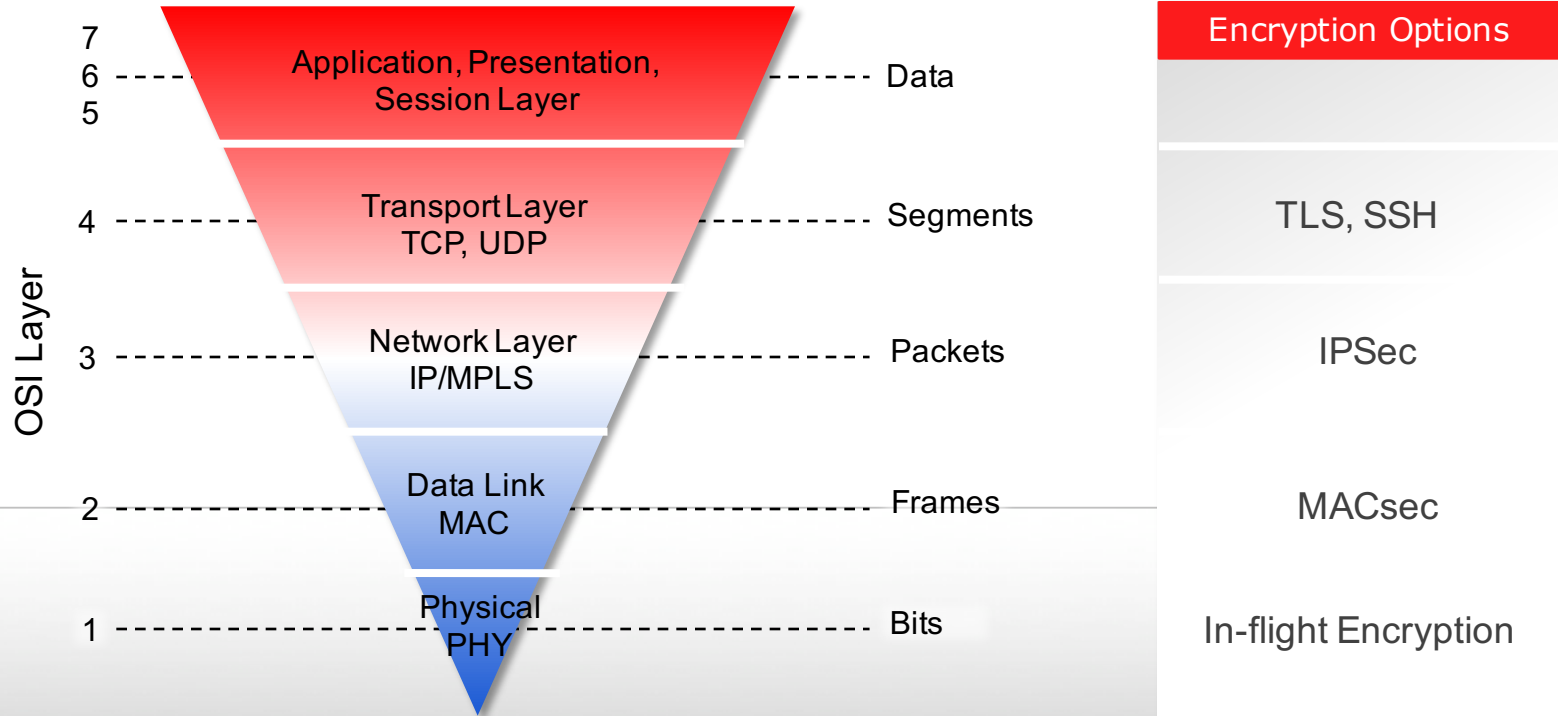 Encryption Options
7
6
5
Application, Presentation,
Session Layer
Data
4
Transport Layer
TCP, UDP
Segments
TLS, SSH
OSI Layer
3
Network Layer
IP/MPLS
Packets
IPSec
2
Data Link
MAC
Frames
MACsec
1
Physical
PHY
Bits
In-flight Encryption